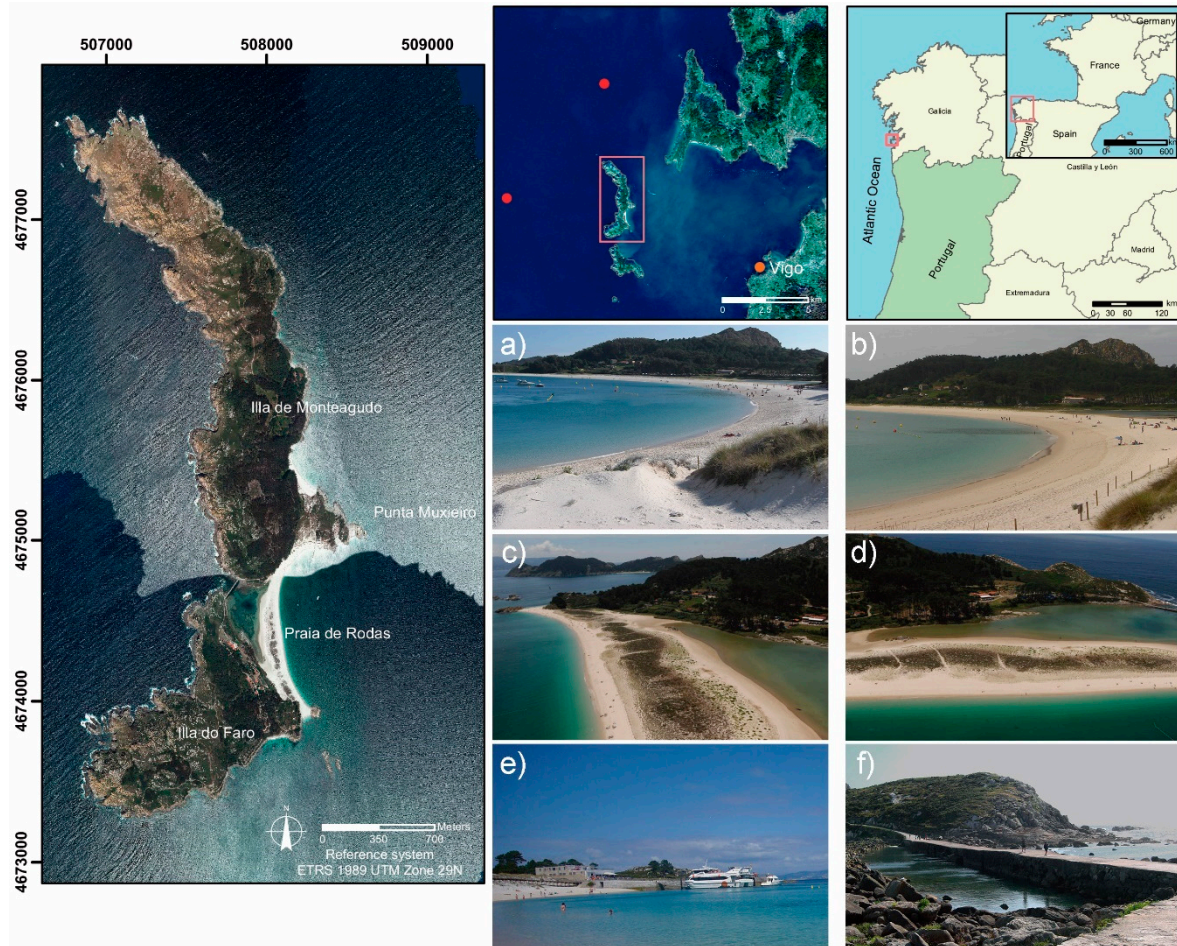 507000
508000
509000
4677000
4676000
4675000
4674000
4673000
Illa de Monteagudo
Punta Muxieiro
Praia de Rodas
Illa do Faro
N
Meters
0
350
700
Reference system
ETRS 1989 UTM Zone 29N
Vigo
km
0
2.5
5
Galicia
Atlantic Ocean
Portugal
Castilla y León
Madrid
Extremadura
km
0 30 60
120
Germany
France
Spain
Portugal
km
0
300
600
a)
b)
c)
d)
e)
f)